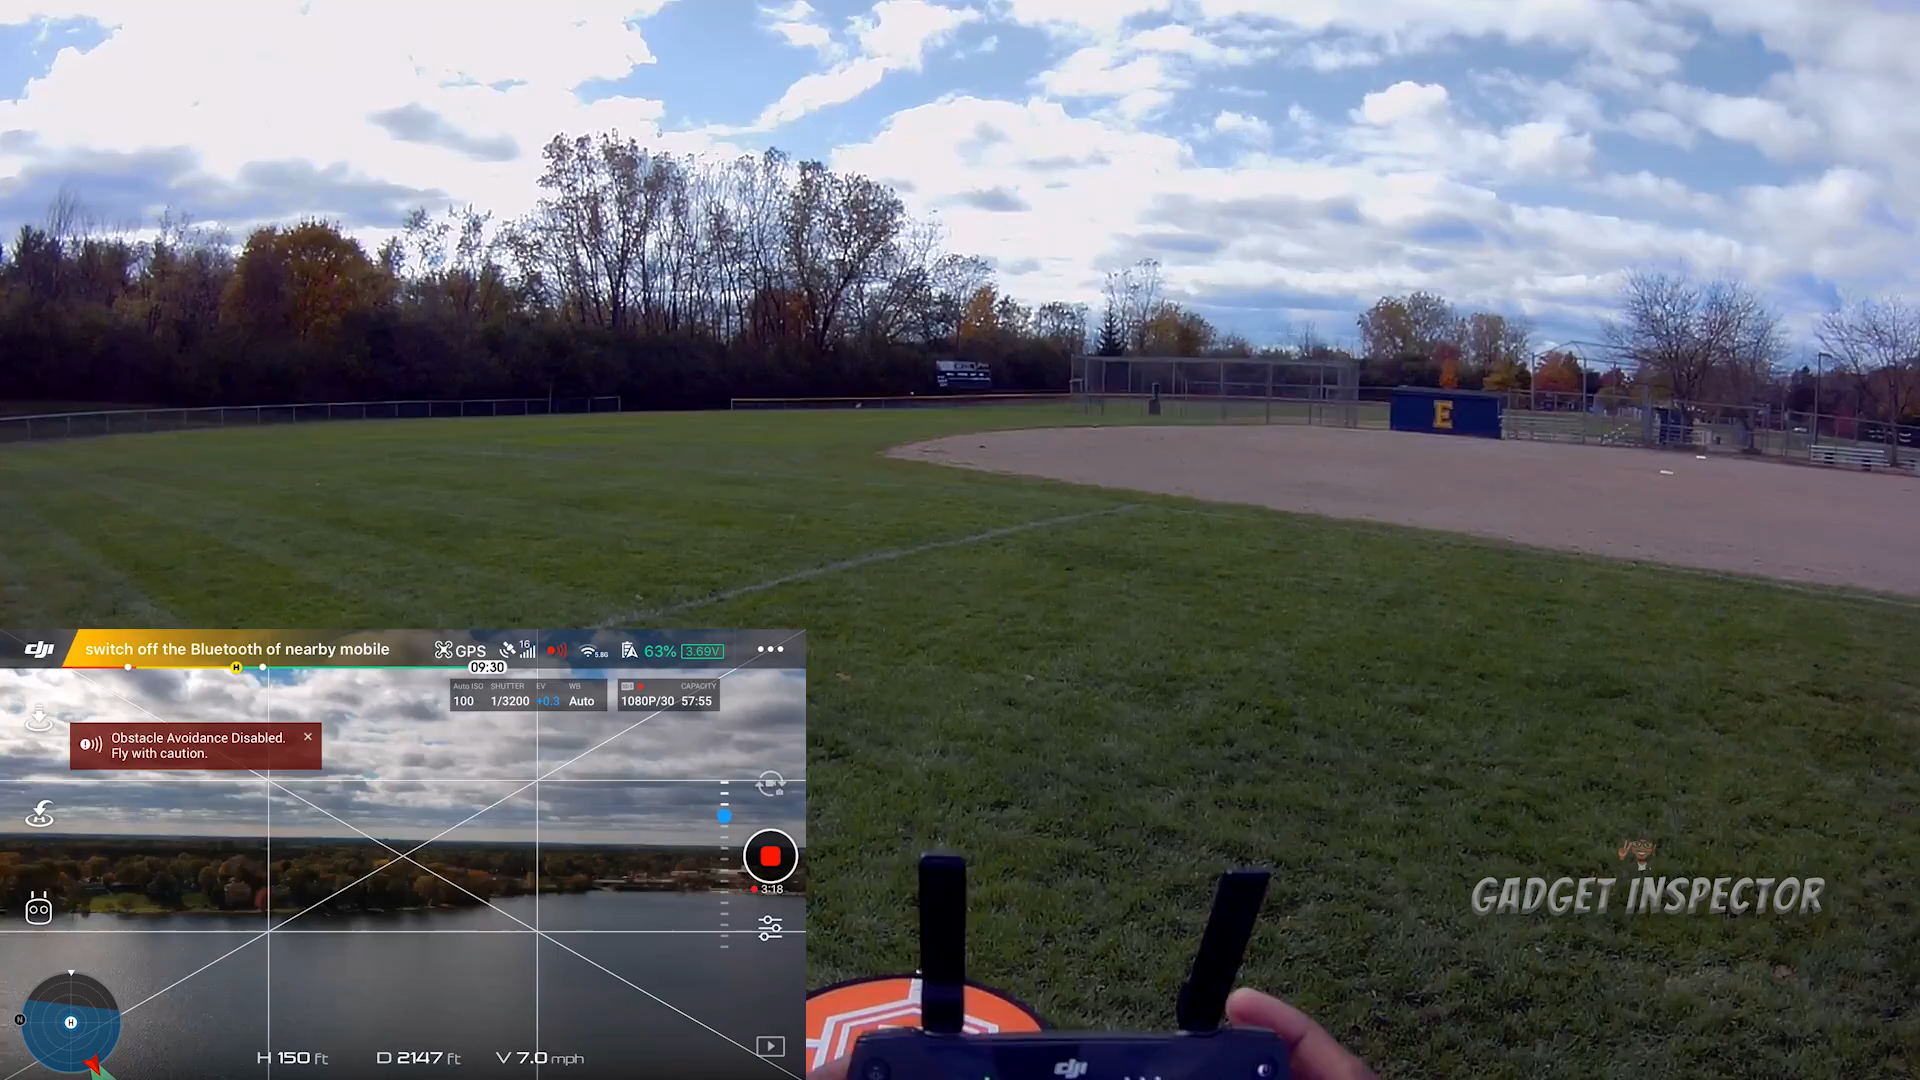 E
dji
switch off the Bluetooth of nearby mobile
GPS
16
5.8G
63%
3.69V
H
09:30
Auto ISO SHUTTER EV WB
100 1/3200 +0.3 Auto
CAPACITY
1080P/30 57:55
Obstacle Avoidance Disabled.
Fly with caution.
3:18
N
H
H 150 ft D 2147 ft V 7.0 mph
GADGET INSPECTOR
dji